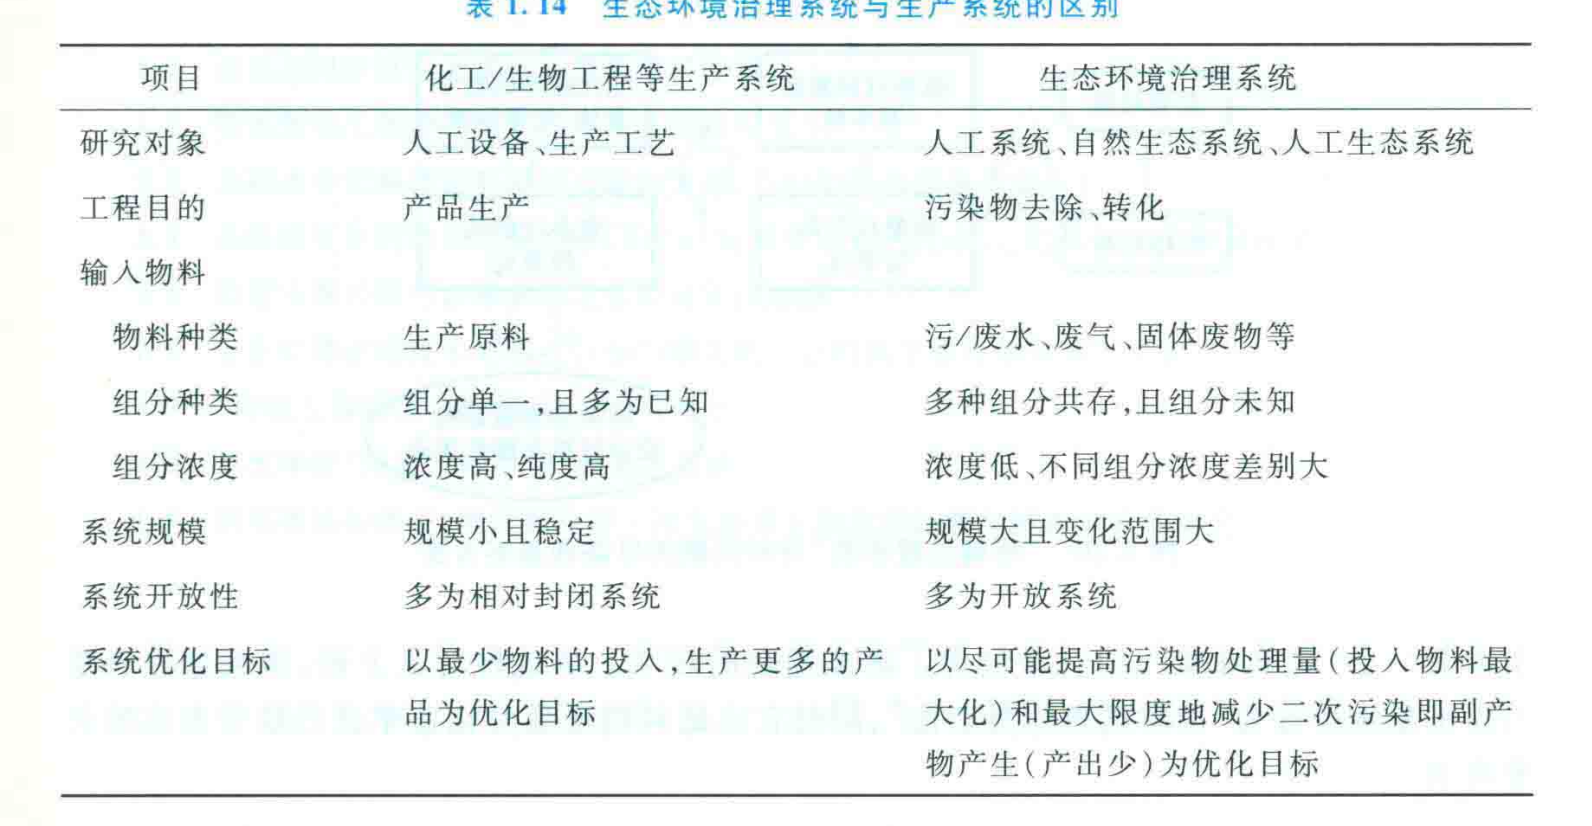 表 1.14 生态环境治理系统与生产系统的区别
项目 化工/生物工程等生产系统 生态环境治理系统
研究对象 人工设备、生产工艺 人工系统、自然生态系统、人工生态系统
工程目的 产品生产 污染物去除、转化
输入物料
物料种类 生产原料 污/废水、废气、固体废物等
组分种类 组分单一,且多为已知 多种组分共存,且组分未知
组分浓度 浓度高、纯度高 浓度低、不同组分浓度差别大
系统规模 规模小且稳定 规模大且变化范围大
系统开放性 多为相对封闭系统 多为开放系统
系统优化目标 以最少物料的投入,生产更多的产 以尽可能提高污染物处理量(投入物料最
品为优化目标 大化)和最大限度地减少二次污染即副产
物产生(产出少)为优化目标